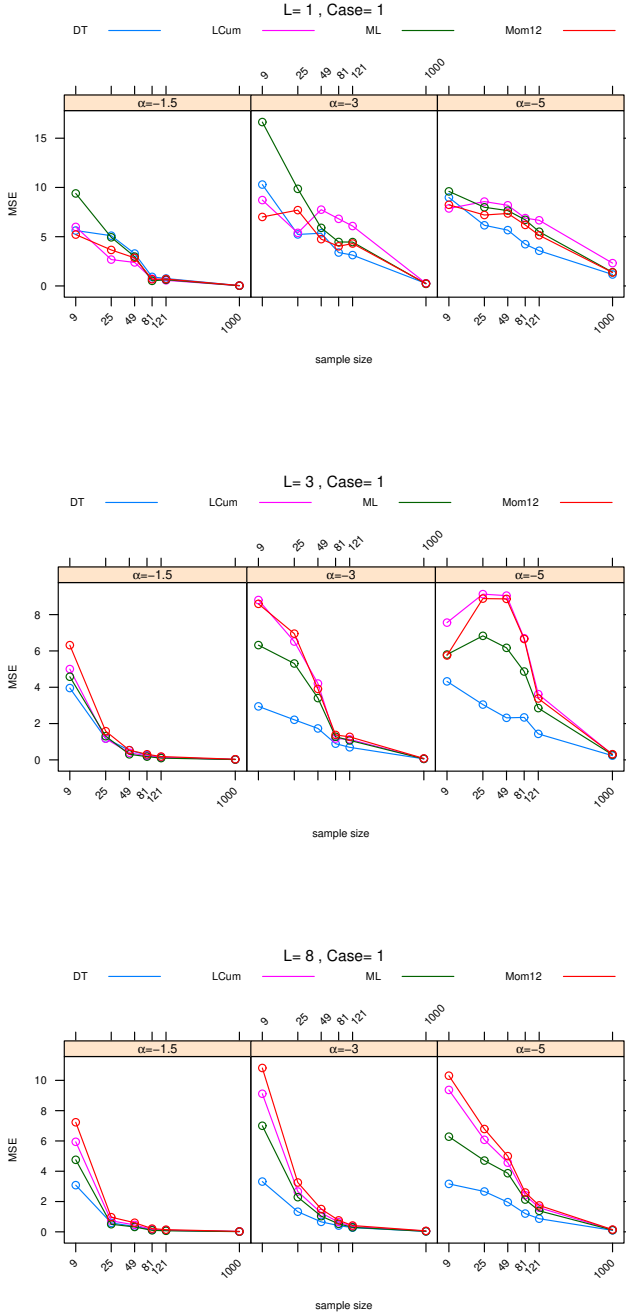 L= 1 , Case= 1
DT LCum ML Mom12
9 25 49 81 121 1000
α=−1.5 α=−3 α=−5
MSE
15
10
5
0
9 25 49 81 121 1000 9 25 49 81 121 1000
sample size
L= 3 , Case= 1
DT LCum ML Mom12
9 25 49 81 121 1000
α=−1.5 α=−3 α=−5
MSE
8
6
4
2
0
9 25 49 81 121 1000 9 25 49 81 121 1000
sample size
L= 8 , Case= 1
DT LCum ML Mom12
9 25 49 81 121 1000
α=−1.5 α=−3 α=−5
MSE
10
8
6
4
2
0
9 25 49 81 121 1000 9 25 49 81 121 1000
sample size